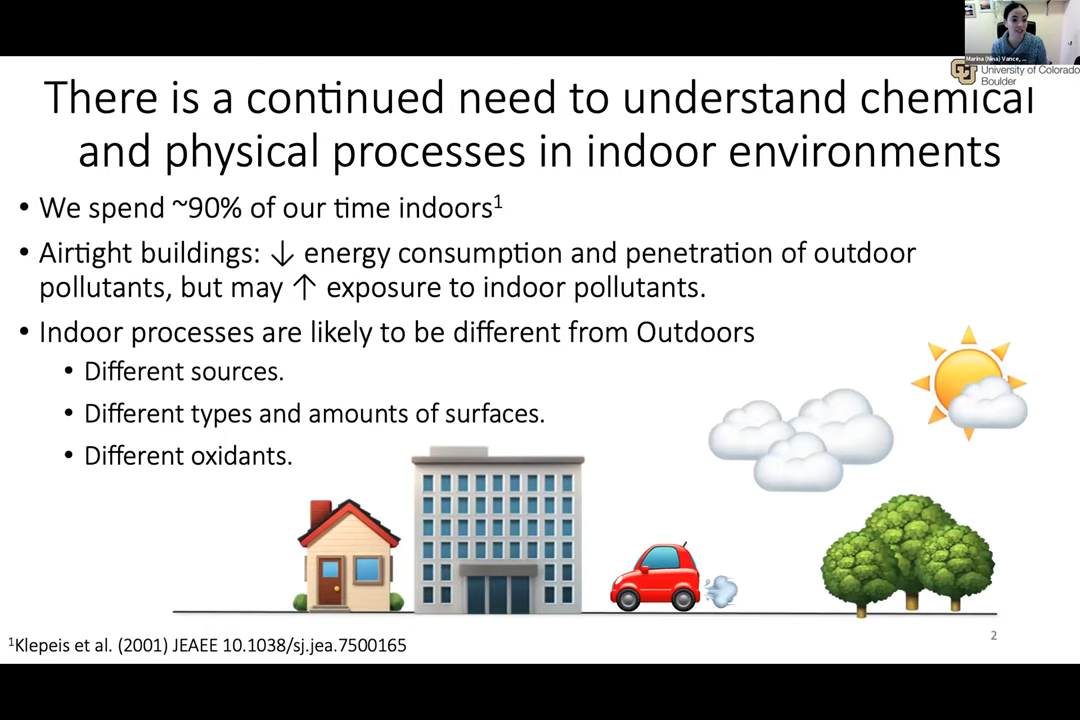 Marina (Nina) Vance, ...
University of Colorado
Boulder
There is a continued need to understand chemical
and physical processes in indoor environments
• We spend ~90% of our time indoors¹
• Airtight buildings: ↓ energy consumption and penetration of outdoor
pollutants, but may ↑ exposure to indoor pollutants.
• Indoor processes are likely to be different from Outdoors
• Different sources.
• Different types and amounts of surfaces.
• Different oxidants.
¹Klepeis et al. (2001) JEAEE 10.1038/sj.jea.7500165
2